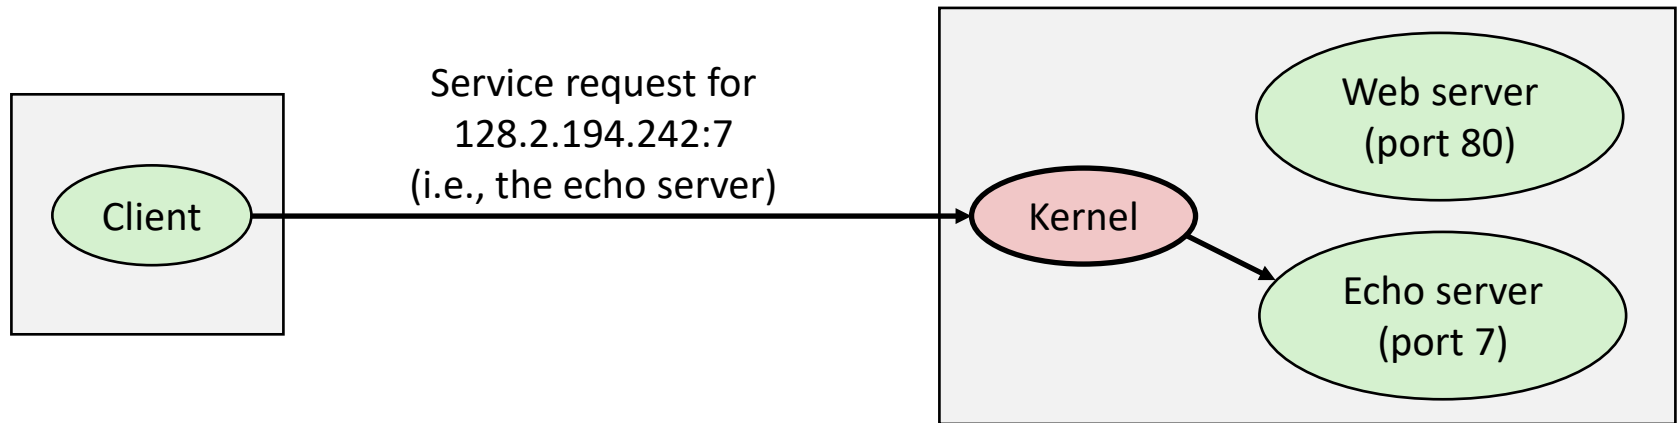 Service request for
128.2.194.242:7
(i.e., the echo server)
Client
Kernel
Web server
(port 80)
Echo server
(port 7)